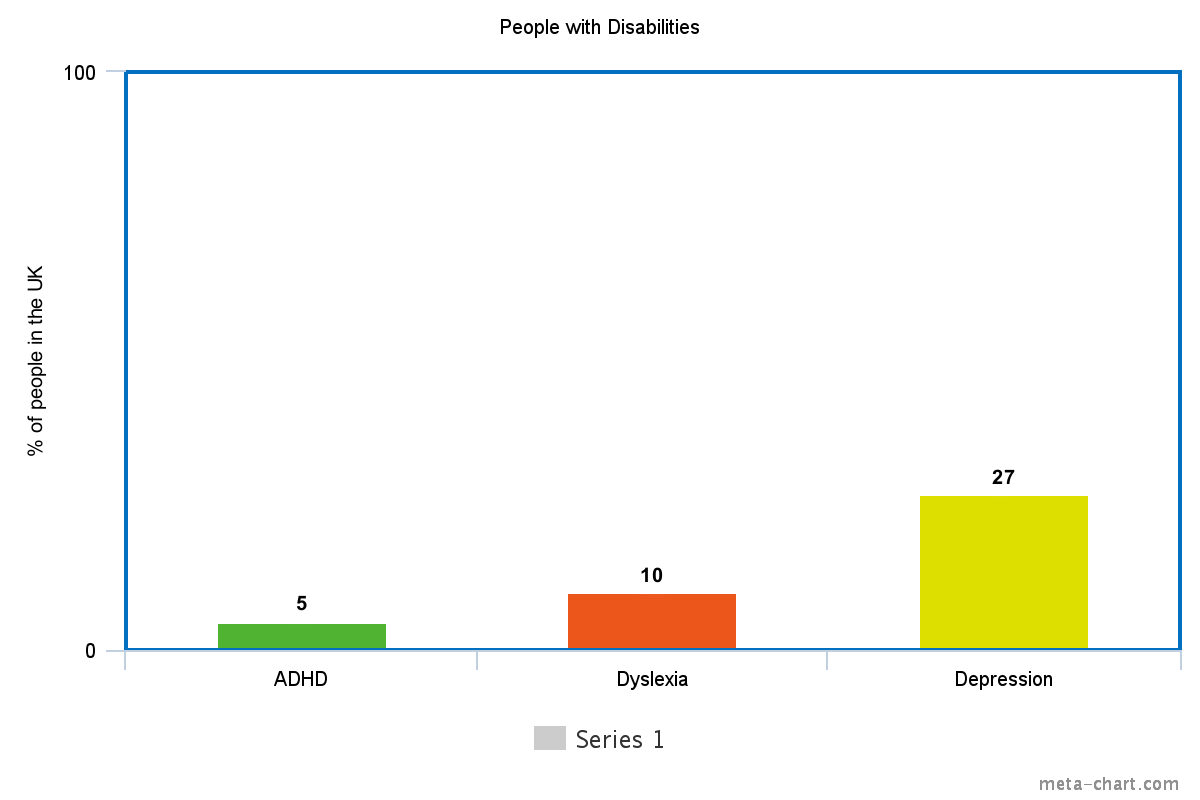 People with Disabilities
100
% of people in the UK
27
10
5
0
ADHD Dyslexia Depression
Series 1
meta-chart.com